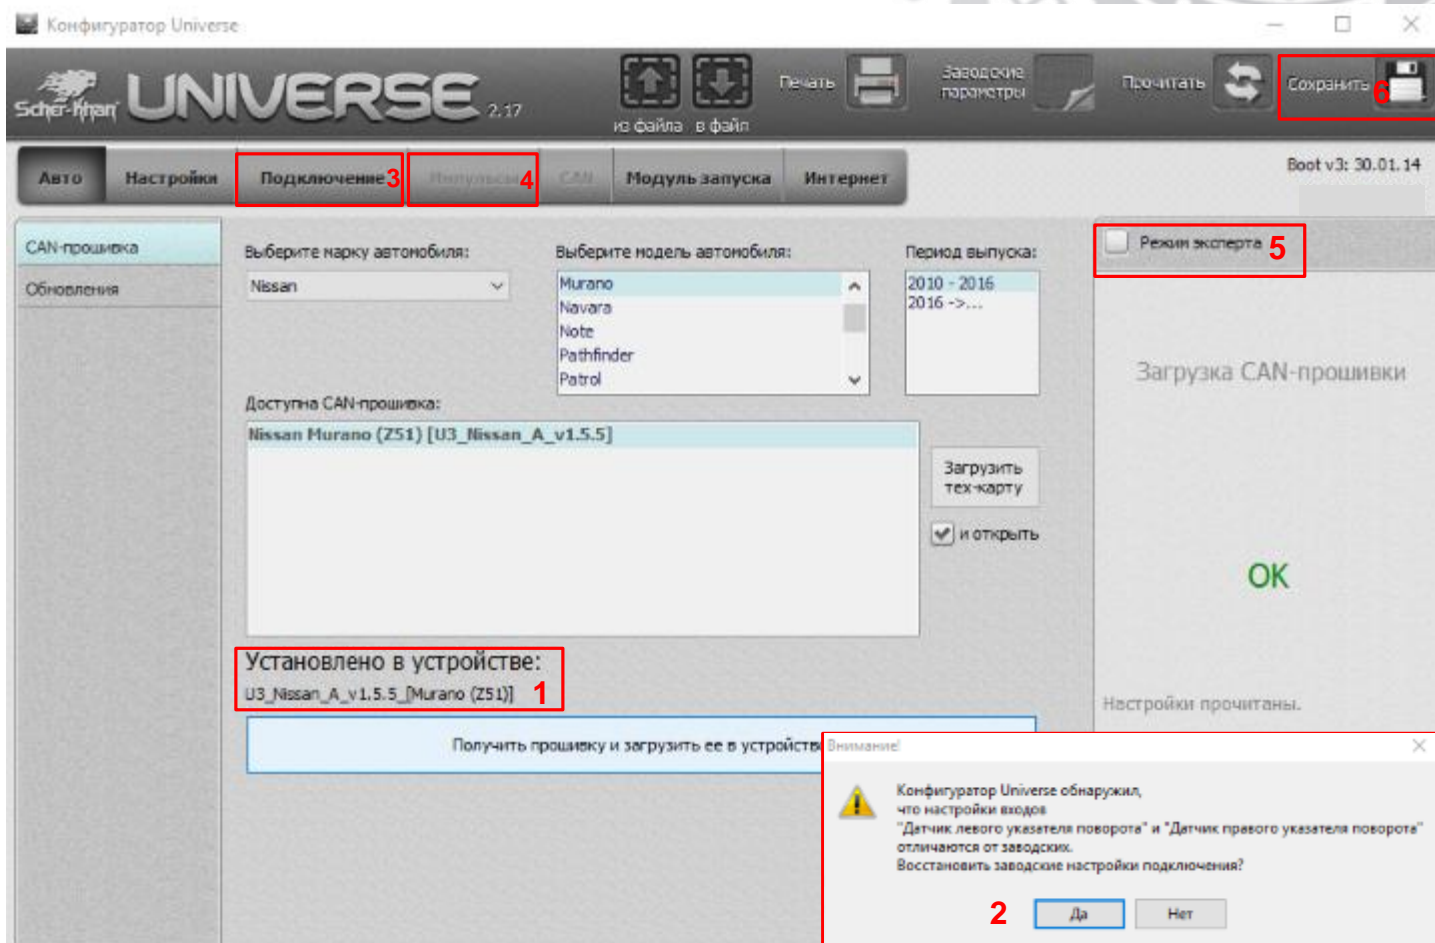 Конфигуратор Universe
Scher-Khan UNIVERSE 2.17
из файла
в файл
Печать
Заводские
параметры
Прочитать
Сохранить 6
Авто
Настройки
Подключение 3
Импульсы 4
CAN
Модуль запуска
Интернет
Boot v3: 30.01.14
CAN-прошивка
Обновления
Выберите марку автомобиля:
Nissan
Выберите модель автомобиля:
Murano
Navara
Note
Pathfinder
Patrol
Период выпуска:
2010 - 2016
2016 ->...
Режим эксперта 5
Загрузка CAN-прошивки
Доступна CAN-прошивка:
Nissan Murano (Z51) [U3_Nissan_A_v1.5.5]
Загрузить
тех-карту
и открыть
OK
Установлено в устройстве:
U3_Nissan_A_v1.5.5_[Murano (Z51)] 1
Настройки прочитаны.
Получить прошивку и загрузить ее в устройств
Внимание!
Конфигуратор Universe обнаружил,
что настройки входов
"Датчик левого указателя поворота" и "Датчик правого указателя поворота"
отличаются от заводских.
Восстановить заводские настройки подключения?
2
Да
Нет